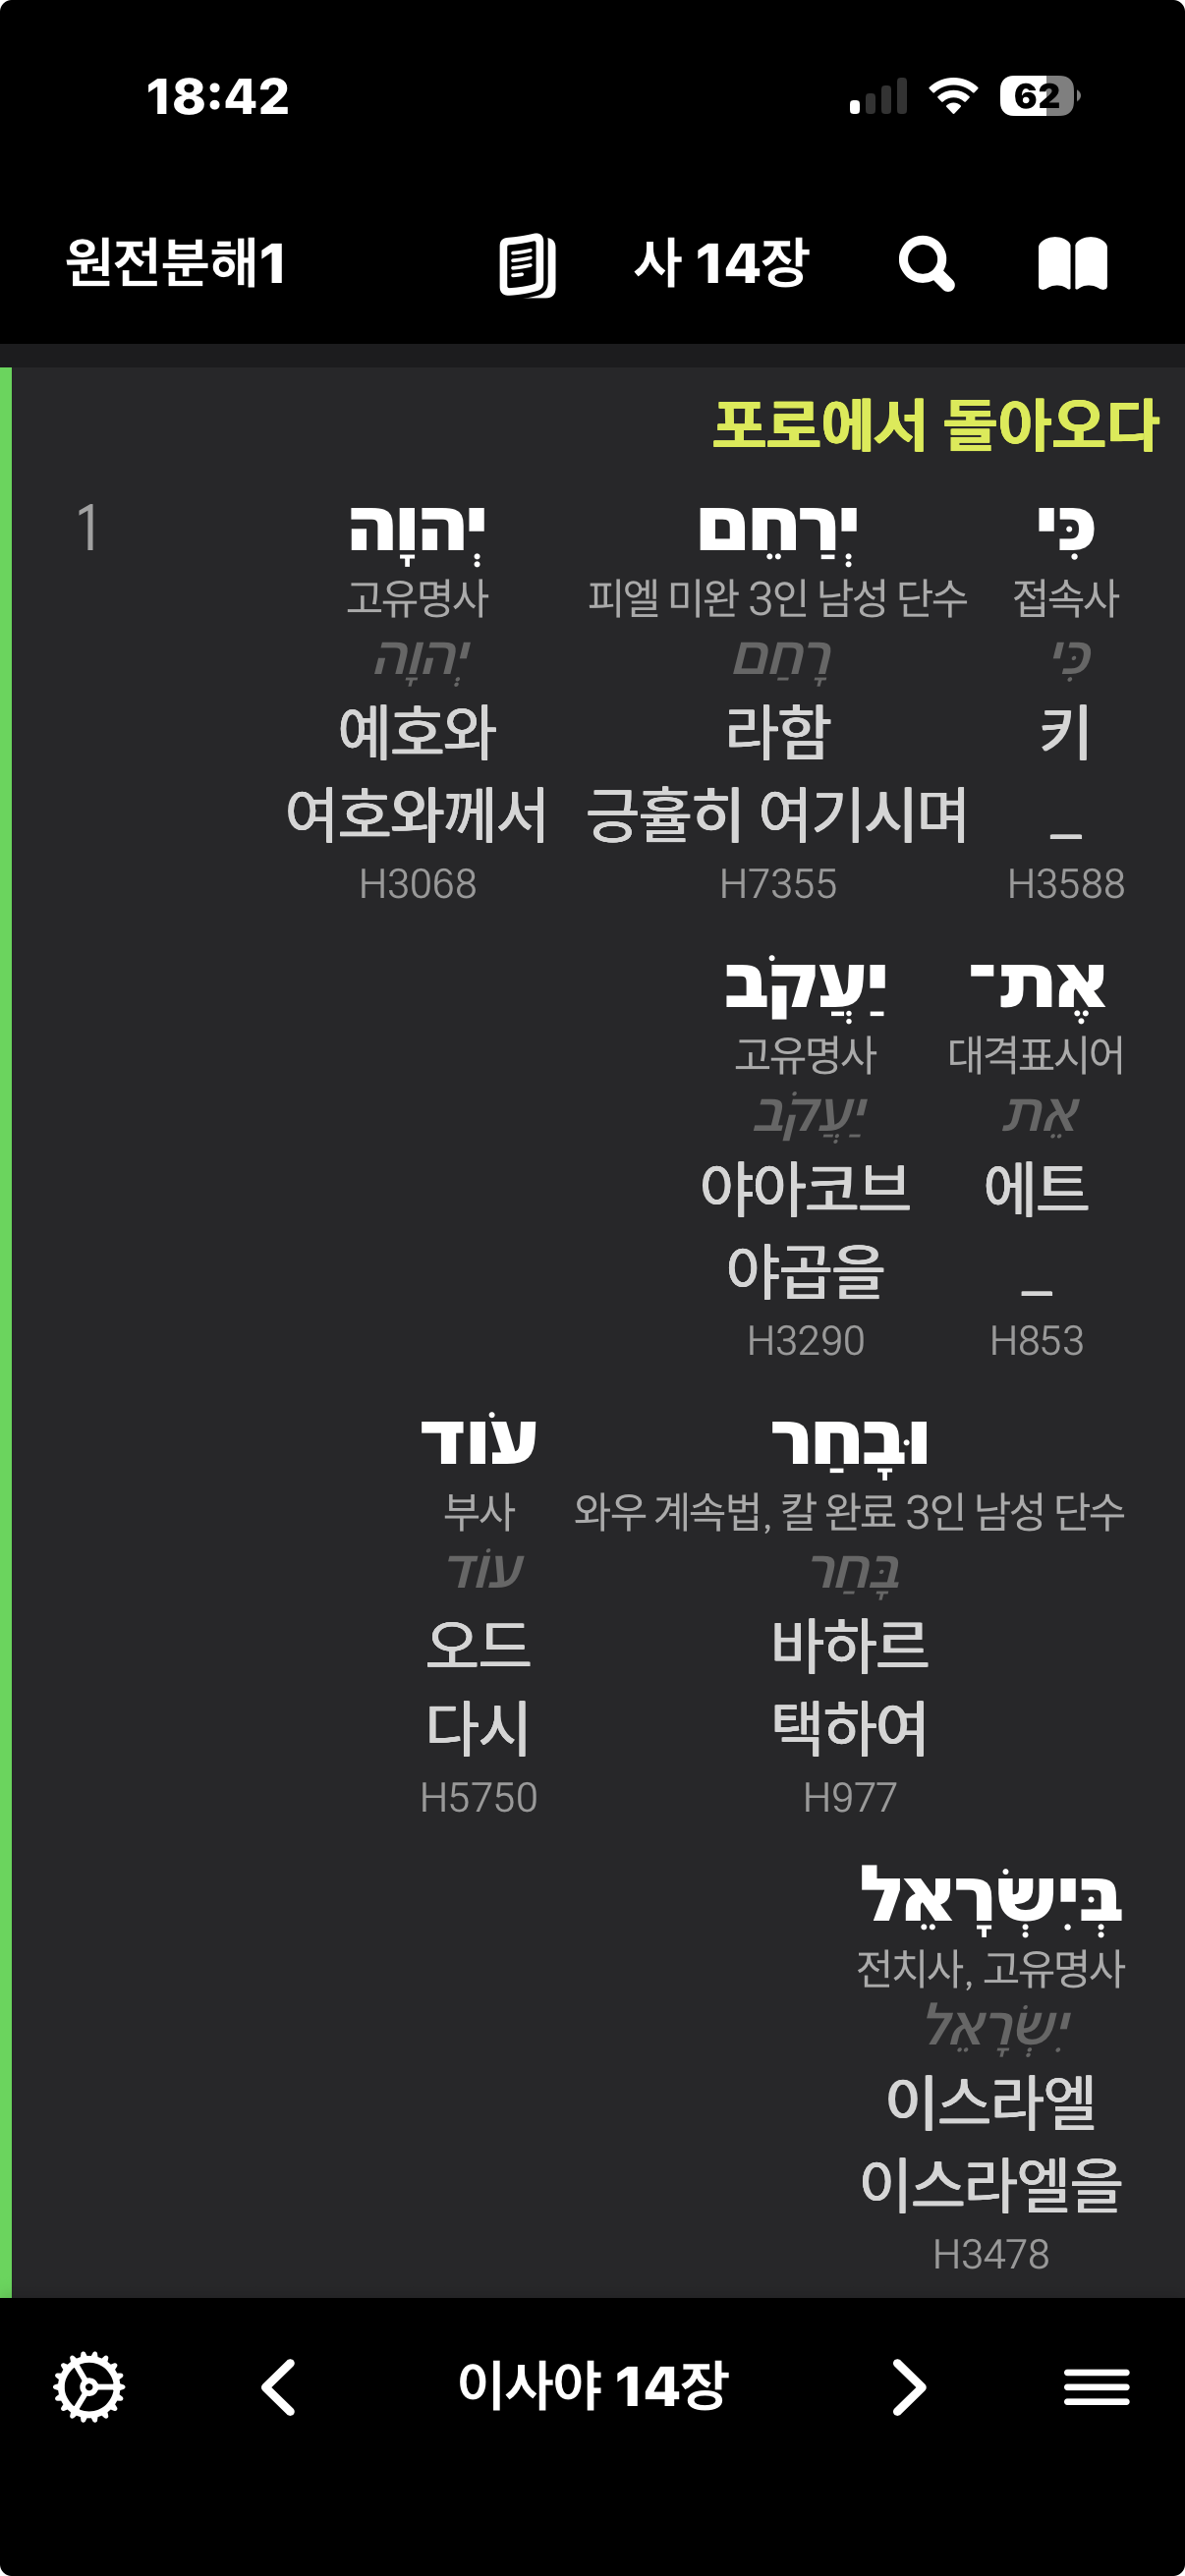 18:42
62
원전분해1 사 14장
포로에서 돌아오다
1
כִּי יְרַחֵם יְהוָה
접속사 피엘 미완 3인 남성 단수 고유명사
כִּי רָחַם יְהוָה
키 라함 예호와
_ 긍휼히 여기시며 여호와께서
H3588 H7355 H3068
אֶת־ יַעֲקֹב
대격표시어 고유명사
אֵת יַעֲקֹב
에트 야아코브
_ 야곱을
H853 H3290
וּבָחַר עֹוד
와우 계속법, 칼 완료 3인 남성 단수 부사
בָּחַר עוֹד
바하르 오드
택하여 다시
H977 H5750
בְּיִשְׂרָאֵל
전치사, 고유명사
יִשְׂרָאֵל
이스라엘
이스라엘을
H3478
이사야 14장